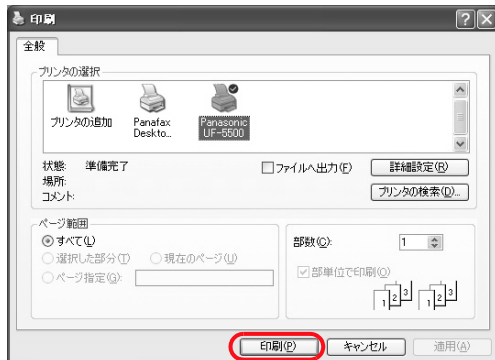 印刷
全般
プリンタの選択
プリンタの追加
Panafax Deskto...
Panasonic UF-5500
状態: 準備完了
場所:
コメント:
ファイルへ出力(F)
詳細設定(R)
プリンタの検索(D)...
ページ範囲
すべて(L)
選択した部分(T) 現在のページ(U)
ページ指定(G):
部数(C): 1
部単位で印刷(O)
1 2 3 1 2 3
印刷(P) キャンセル 適用(A)